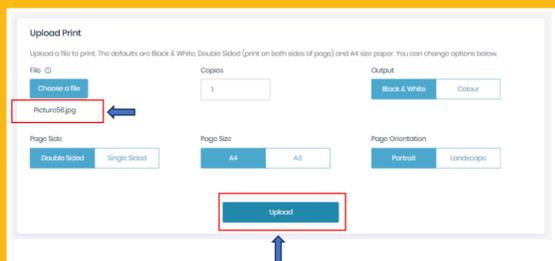 Upload Print
Upload a file to print. The defaults are Black & White, Double Sided (print on both sides of page) and A4 size paper. You can change options below.
File Copies Output
Choose a file 1 Black & White Colour
Picture56.jpg
Page Side Page Size Page Orientation
Double Sided Single Sided A4 A3 Portrait Landscape
Upload